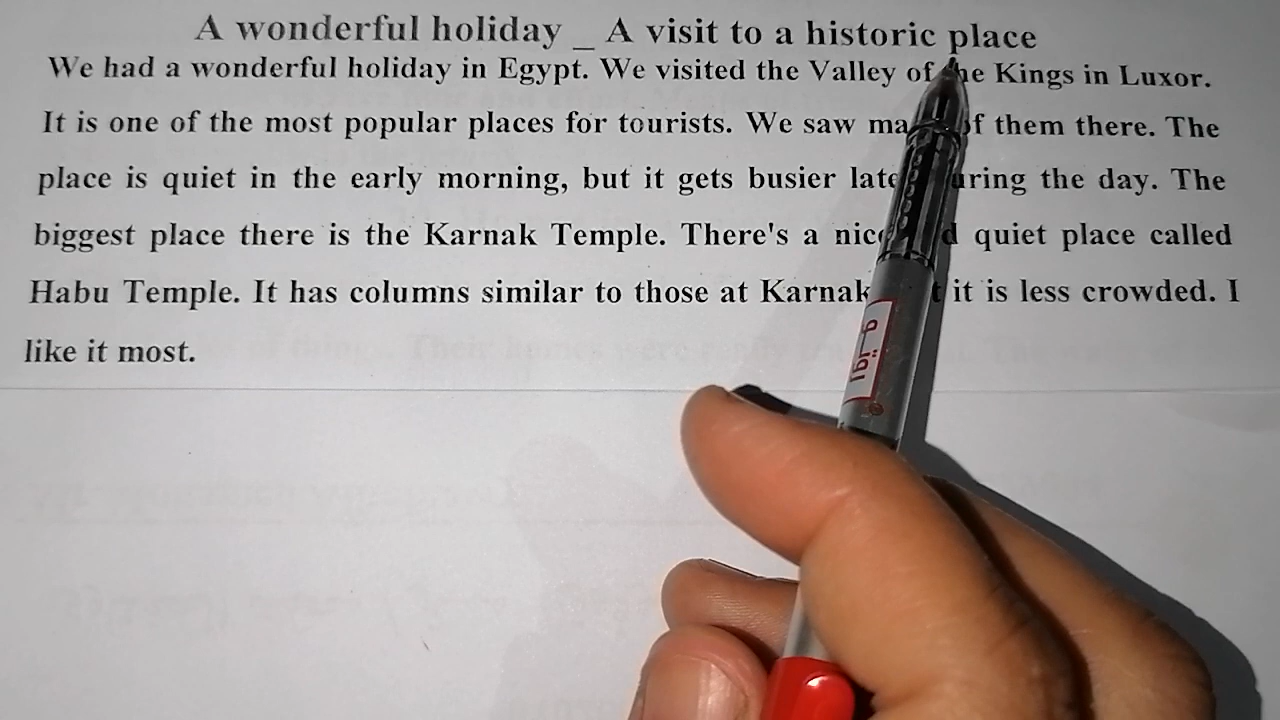 A wonderful holiday _ A visit to a historic place
We had a wonderful holiday in Egypt. We visited the Valley of the Kings in Luxor.
It is one of the most popular places for tourists. We saw ma of them there. The
place is quiet in the early morning, but it gets busier later during the day. The
biggest place there is the Karnak Temple. There's a nice d quiet place called
Habu Temple. It has columns similar to those at Karnak t it is less crowded. I
like it most.